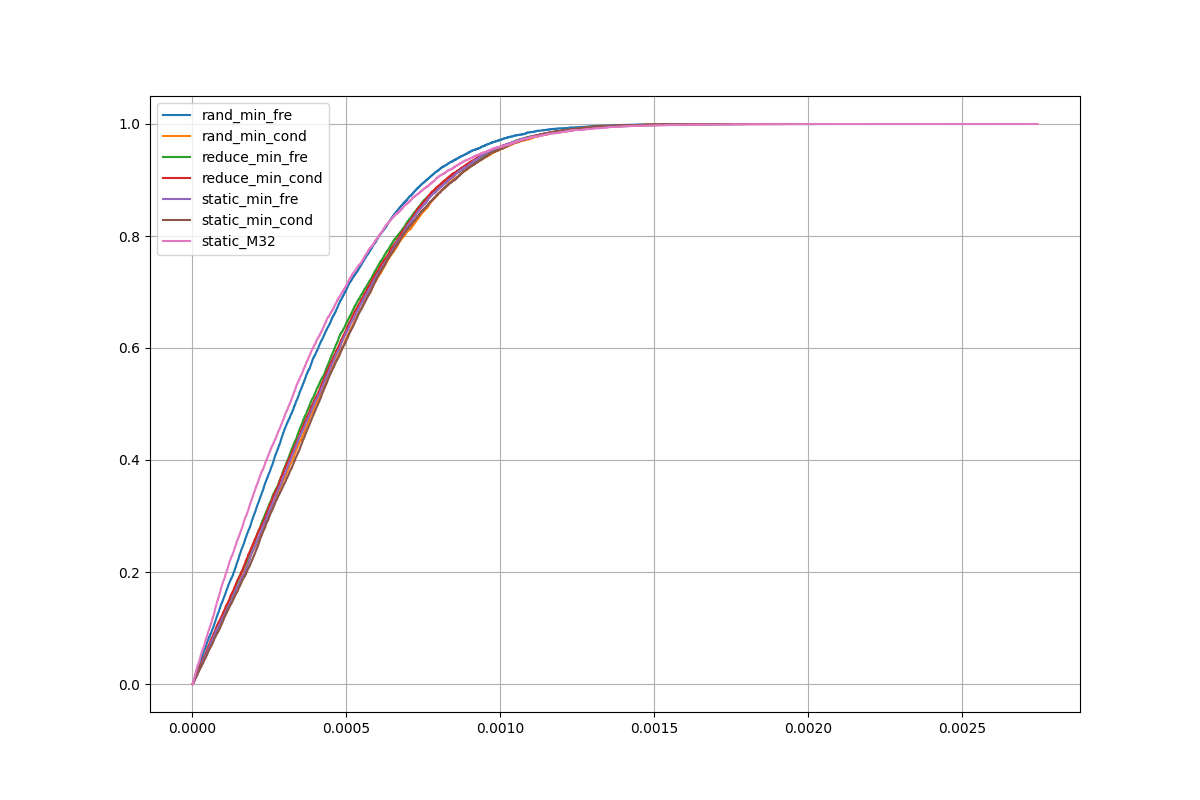 rand_min_fre
rand_min_cond
reduce_min_fre
reduce_min_cond
static_min_fre
static_min_cond
static_M32
1.0
0.8
0.6
0.4
0.2
0.0
0.0000 0.0005 0.0010 0.0015 0.0020 0.0025